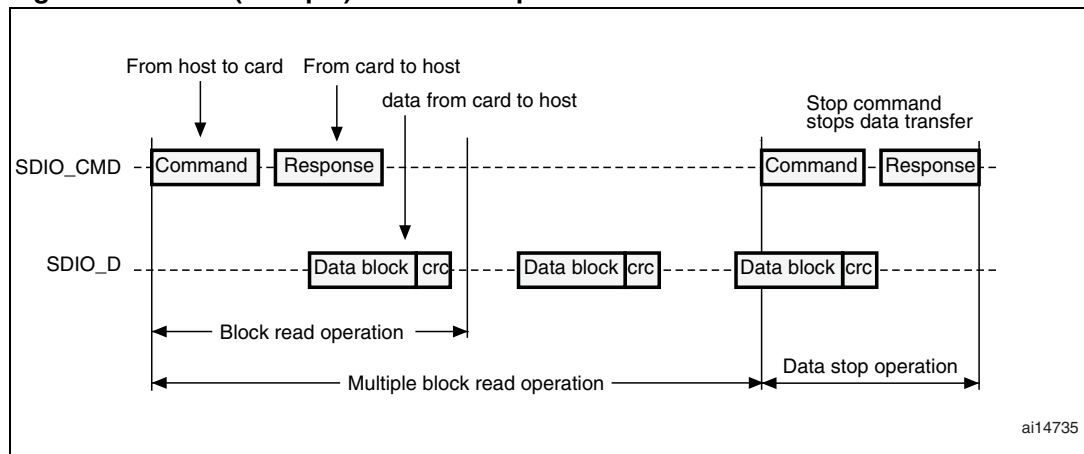 From host to card
From card to host
data from card to host
Stop command
stops data transfer
SDIO_CMD
Command
Response
Command
Response
SDIO_D
Data block
crc
Data block
crc
Data block
crc
Block read operation
Data stop operation
Multiple block read operation
ai14735